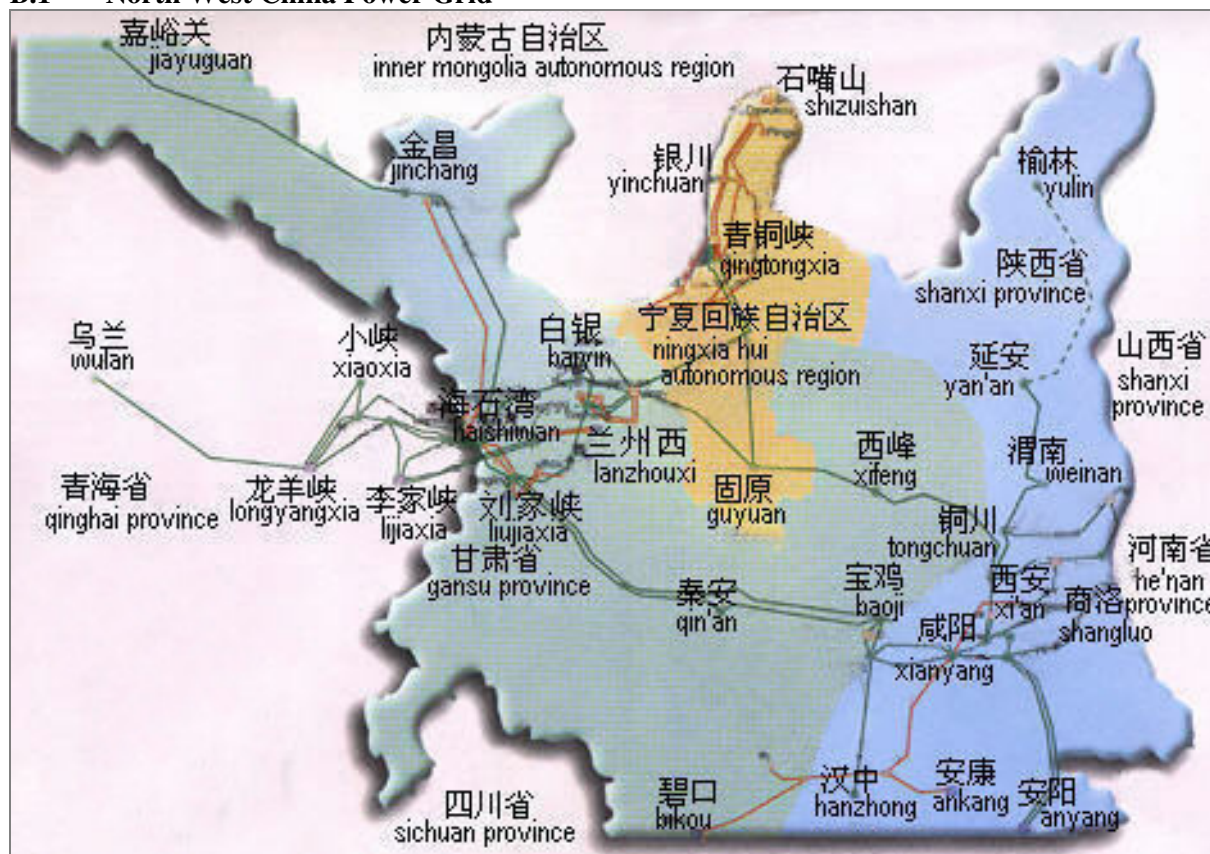 B.1 North West China Power Grid
嘉峪关
jiayuguan
内蒙古自治区
inner mongolia autonomous region
石嘴山
shizuishan
金昌
jinchang
银川
yinchuan
榆林
yulin
青铜峡
qingtongxia
陕西省
shanxi province
乌兰
wulan
小峡
xiaoxia
白银
baiyin
宁夏回族自治区
ningxia hui
autonomous region
延安
yan'an
山西省
shanxi
province
海石湾
haishiwan
兰州西
lanzhouxi
西峰
xifeng
渭南
weinan
青海省
qinghai province
龙羊峡
longyangxia
李家峡
lijiaxia
刘家峡
liujiaxia
固原
guyuan
铜川
tongchuan
河南省
he'nan
province
甘肃省
gansu province
秦安
qin'an
宝鸡
baoji
西安
xi'an
商洛
shangluo
咸阳
xianyang
四川省
sichuan province
碧口
bikou
汉中
hanzhong
安康
ankang
安阳
anyang